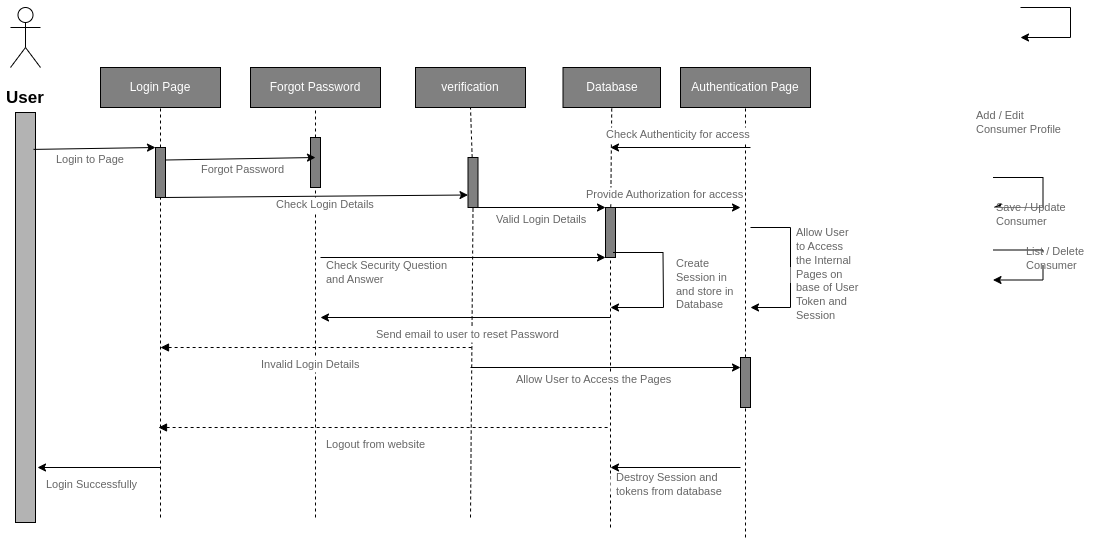 User
Login Page
Forgot Password
verification
Database
Authentication Page
Add / Edit
Consumer Profile
Check Authenticity for access
Login to Page
Forgot Password
Check Login Details
Provide Authorization for access
Valid Login Details
Save / Update
Consumer
Allow User
to Access
the Internal
Pages on
base of User
Token and
Session
List / Delete
Consumer
Check Security Question
and Answer
Create
Session in
and store in
Database
Send email to user to reset Password
Invalid Login Details
Allow User to Access the Pages
Logout from website
Login Successfully
Destroy Session and
tokens from database